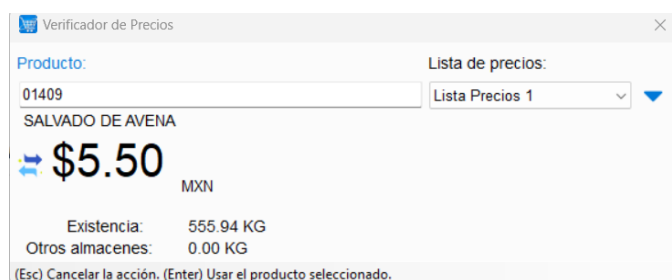 Verificador de Precios
Producto: Lista de precios:
01409 Lista Precios 1
SALVADO DE AVENA
$5.50 MXN
Existencia: 555.94 KG
Otros almacenes: 0.00 KG
(Esc) Cancelar la acción. (Enter) Usar el producto seleccionado.